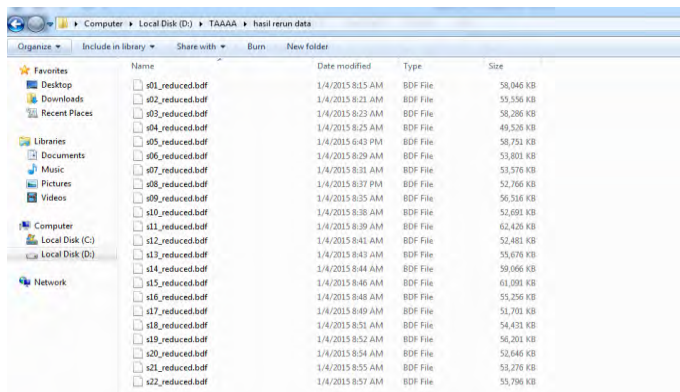 Computer ▸ Local Disk (D:) ▸ TAAAA ▸ hasil rerun data
Organize Include in library Share with Burn New folder
Name Date modified Type Size
Favorites
Desktop
Downloads
Recent Places
Libraries
Documents
Music
Pictures
Videos
Computer
Local Disk (C:)
Local Disk (D:)
Network
s01_reduced.bdf 1/4/2015 8:15 AM BDF File 58,046 KB
s02_reduced.bdf 1/4/2015 8:21 AM BDF File 55,556 KB
s03_reduced.bdf 1/4/2015 8:23 AM BDF File 58,286 KB
s04_reduced.bdf 1/4/2015 8:25 AM BDF File 49,526 KB
s05_reduced.bdf 1/4/2015 6:43 PM BDF File 58,751 KB
s06_reduced.bdf 1/4/2015 8:29 AM BDF File 53,801 KB
s07_reduced.bdf 1/4/2015 8:31 AM BDF File 53,576 KB
s08_reduced.bdf 1/4/2015 8:37 PM BDF File 52,766 KB
s09_reduced.bdf 1/4/2015 8:35 AM BDF File 56,516 KB
s10_reduced.bdf 1/4/2015 8:38 AM BDF File 52,691 KB
s11_reduced.bdf 1/4/2015 8:39 AM BDF File 62,426 KB
s12_reduced.bdf 1/4/2015 8:41 AM BDF File 52,481 KB
s13_reduced.bdf 1/4/2015 8:43 AM BDF File 55,676 KB
s14_reduced.bdf 1/4/2015 8:44 AM BDF File 59,066 KB
s15_reduced.bdf 1/4/2015 8:46 AM BDF File 61,091 KB
s16_reduced.bdf 1/4/2015 8:48 AM BDF File 55,256 KB
s17_reduced.bdf 1/4/2015 8:49 AM BDF File 51,701 KB
s18_reduced.bdf 1/4/2015 8:51 AM BDF File 54,431 KB
s19_reduced.bdf 1/4/2015 8:52 AM BDF File 56,201 KB
s20_reduced.bdf 1/4/2015 8:54 AM BDF File 52,646 KB
s21_reduced.bdf 1/4/2015 8:55 AM BDF File 53,276 KB
s22_reduced.bdf 1/4/2015 8:57 AM BDF File 55,796 KB